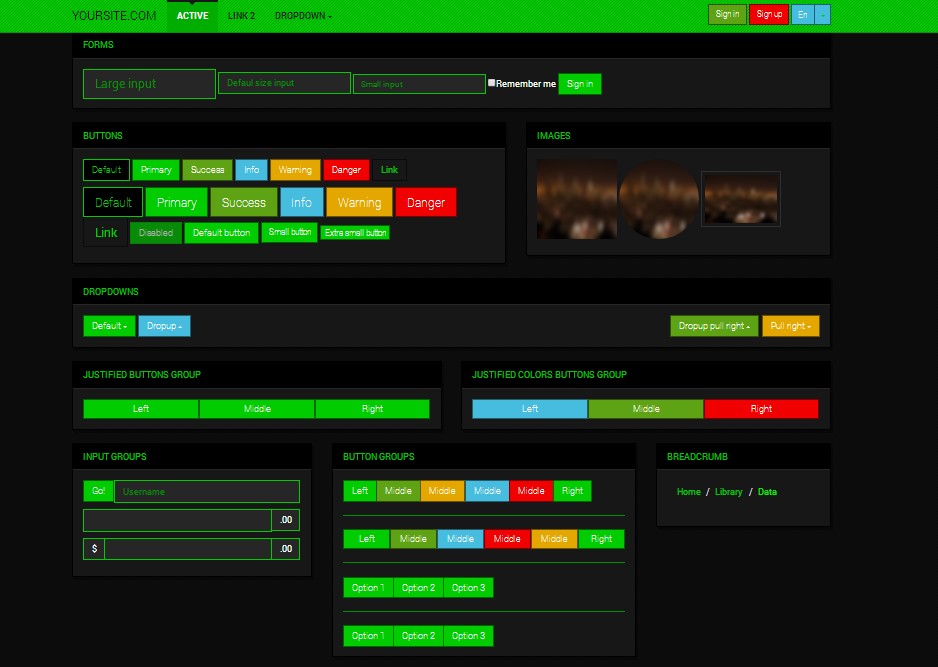 YOURSITE.COM ACTIVE LINK 2 DROPDOWN Sign in Sign up En
FORMS
Large input Defaul size input Small input Remember me Sign in
BUTTONS
Default Primary Success Info Warning Danger Link
Default Primary Success Info Warning Danger
Link Disabled Default button Small button Extra small button
IMAGES
DROPDOWNS
Default Dropup Dropup pull right Pull right
JUSTIFIED BUTTONS GROUP
Left Middle Right
JUSTIFIED COLORS BUTTONS GROUP
Left Middle Right
INPUT GROUPS
Go! Username
.00
$ .00
BUTTON GROUPS
Left Middle Middle Middle Middle Right
Left Middle Middle Middle Middle Right
Option 1 Option 2 Option 3
Option 1 Option 2 Option 3
BREADCRUMB
Home / Library / Data